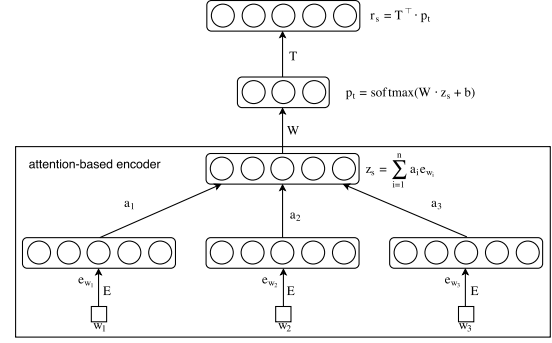 r_s = T^⊤ · p_t
T
p_t = softmax(W · z_s + b)
W
attention-based encoder
z_s = \sum_{i=1}^{n} a_i e_{w_i}
a_1 a_2 a_3
e_{w_1} E e_{w_2} E e_{w_3} E
w_1 w_2 w_3